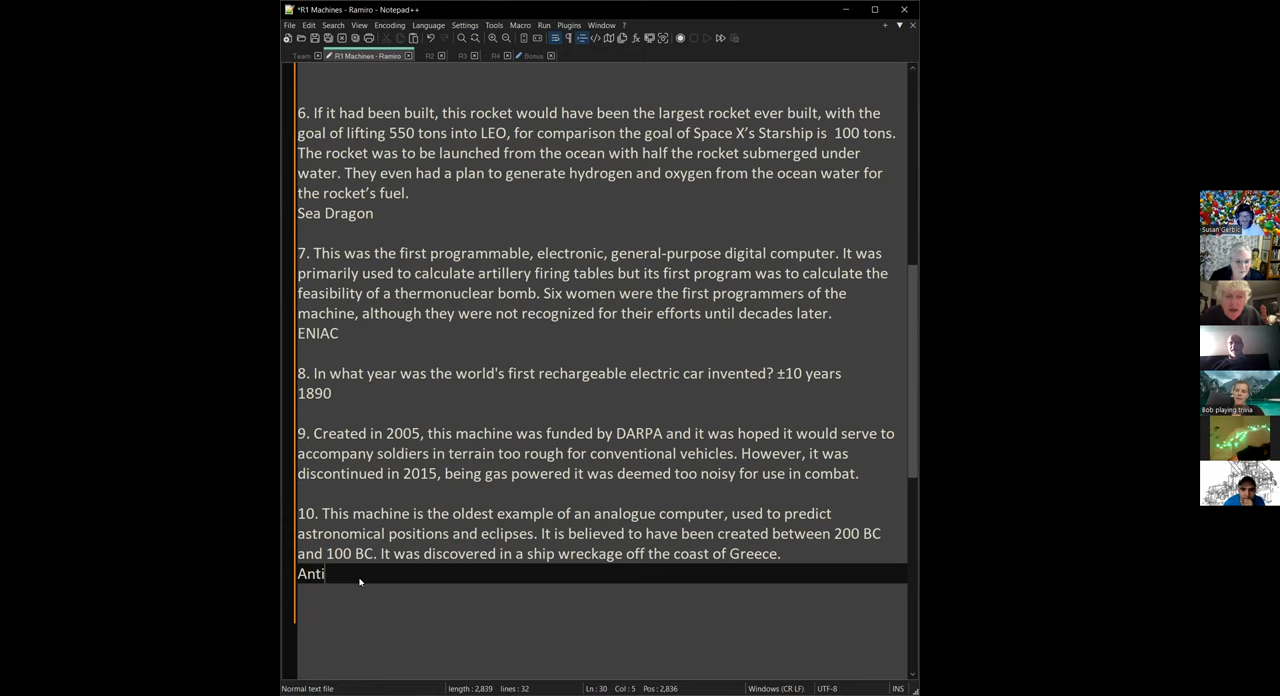 *R1 Machines - Ramiro - Notepad++
File Edit Search View Encoding Language Settings Tools Macro Run Plugins Window ?
Team R1 Machines - Ramiro R2 R3 R4 Bonus
6. If it had been built, this rocket would have been the largest rocket ever built, with the
goal of lifting 550 tons into LEO, for comparison the goal of Space X’s Starship is  100 tons.
The rocket was to be launched from the ocean with half the rocket submerged under
water. They even had a plan to generate hydrogen and oxygen from the ocean water for
the rocket’s fuel.
Sea Dragon
7. This was the first programmable, electronic, general-purpose digital computer. It was
primarily used to calculate artillery firing tables but its first program was to calculate the
feasibility of a thermonuclear bomb. Six women were the first programmers of the
machine, although they were not recognized for their efforts until decades later.
ENIAC
8. In what year was the world's first rechargeable electric car invented? ±10 years
1890
9. Created in 2005, this machine was funded by DARPA and it was hoped it would serve to
accompany soldiers in terrain too rough for conventional vehicles. However, it was
discontinued in 2015, being gas powered it was deemed too noisy for use in combat.
10. This machine is the oldest example of an analogue computer, used to predict
astronomical positions and eclipses. It is believed to have been created between 200 BC
and 100 BC. It was discovered in a ship wreckage off the coast of Greece.
Anti
Normal text file length : 2,839 lines : 32 Ln : 30 Col : 5 Pos : 2,836 Windows (CR LF) UTF-8 INS
Susan Gerbic
Bob playing trivia